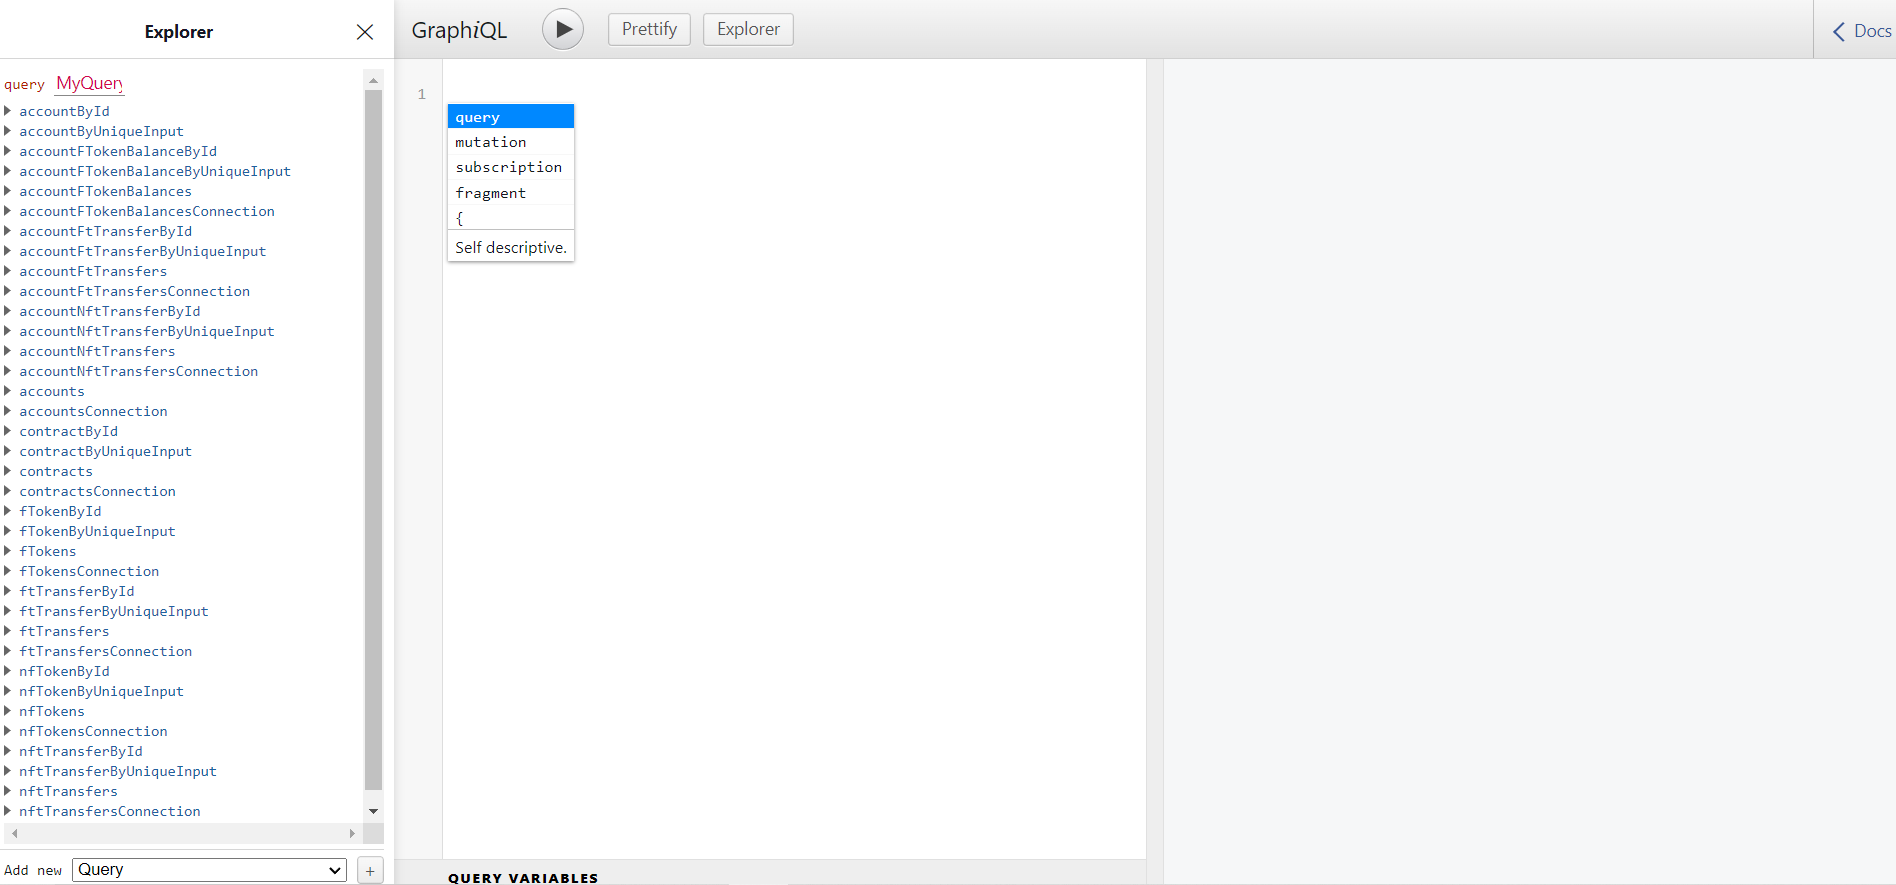 Explorer
GraphiQL
Prettify
Explorer
Docs
query MyQuery
accountById
accountByUniqueInput
accountFTokenBalanceById
accountFTokenBalanceByUniqueInput
accountFTokenBalances
accountFTokenBalancesConnection
accountFtTransferById
accountFtTransferByUniqueInput
accountFtTransfers
accountFtTransfersConnection
accountNftTransferById
accountNftTransferByUniqueInput
accountNftTransfers
accountNftTransfersConnection
accounts
accountsConnection
contractById
contractByUniqueInput
contracts
contractsConnection
fTokenById
fTokenByUniqueInput
fTokens
fTokensConnection
ftTransferById
ftTransferByUniqueInput
ftTransfers
ftTransfersConnection
nfTokenById
nfTokenByUniqueInput
nfTokens
nfTokensConnection
nftTransferById
nftTransferByUniqueInput
nftTransfers
nftTransfersConnection
Add new Query +
1
query
mutation
subscription
fragment
{
Self descriptive.
QUERY VARIABLES